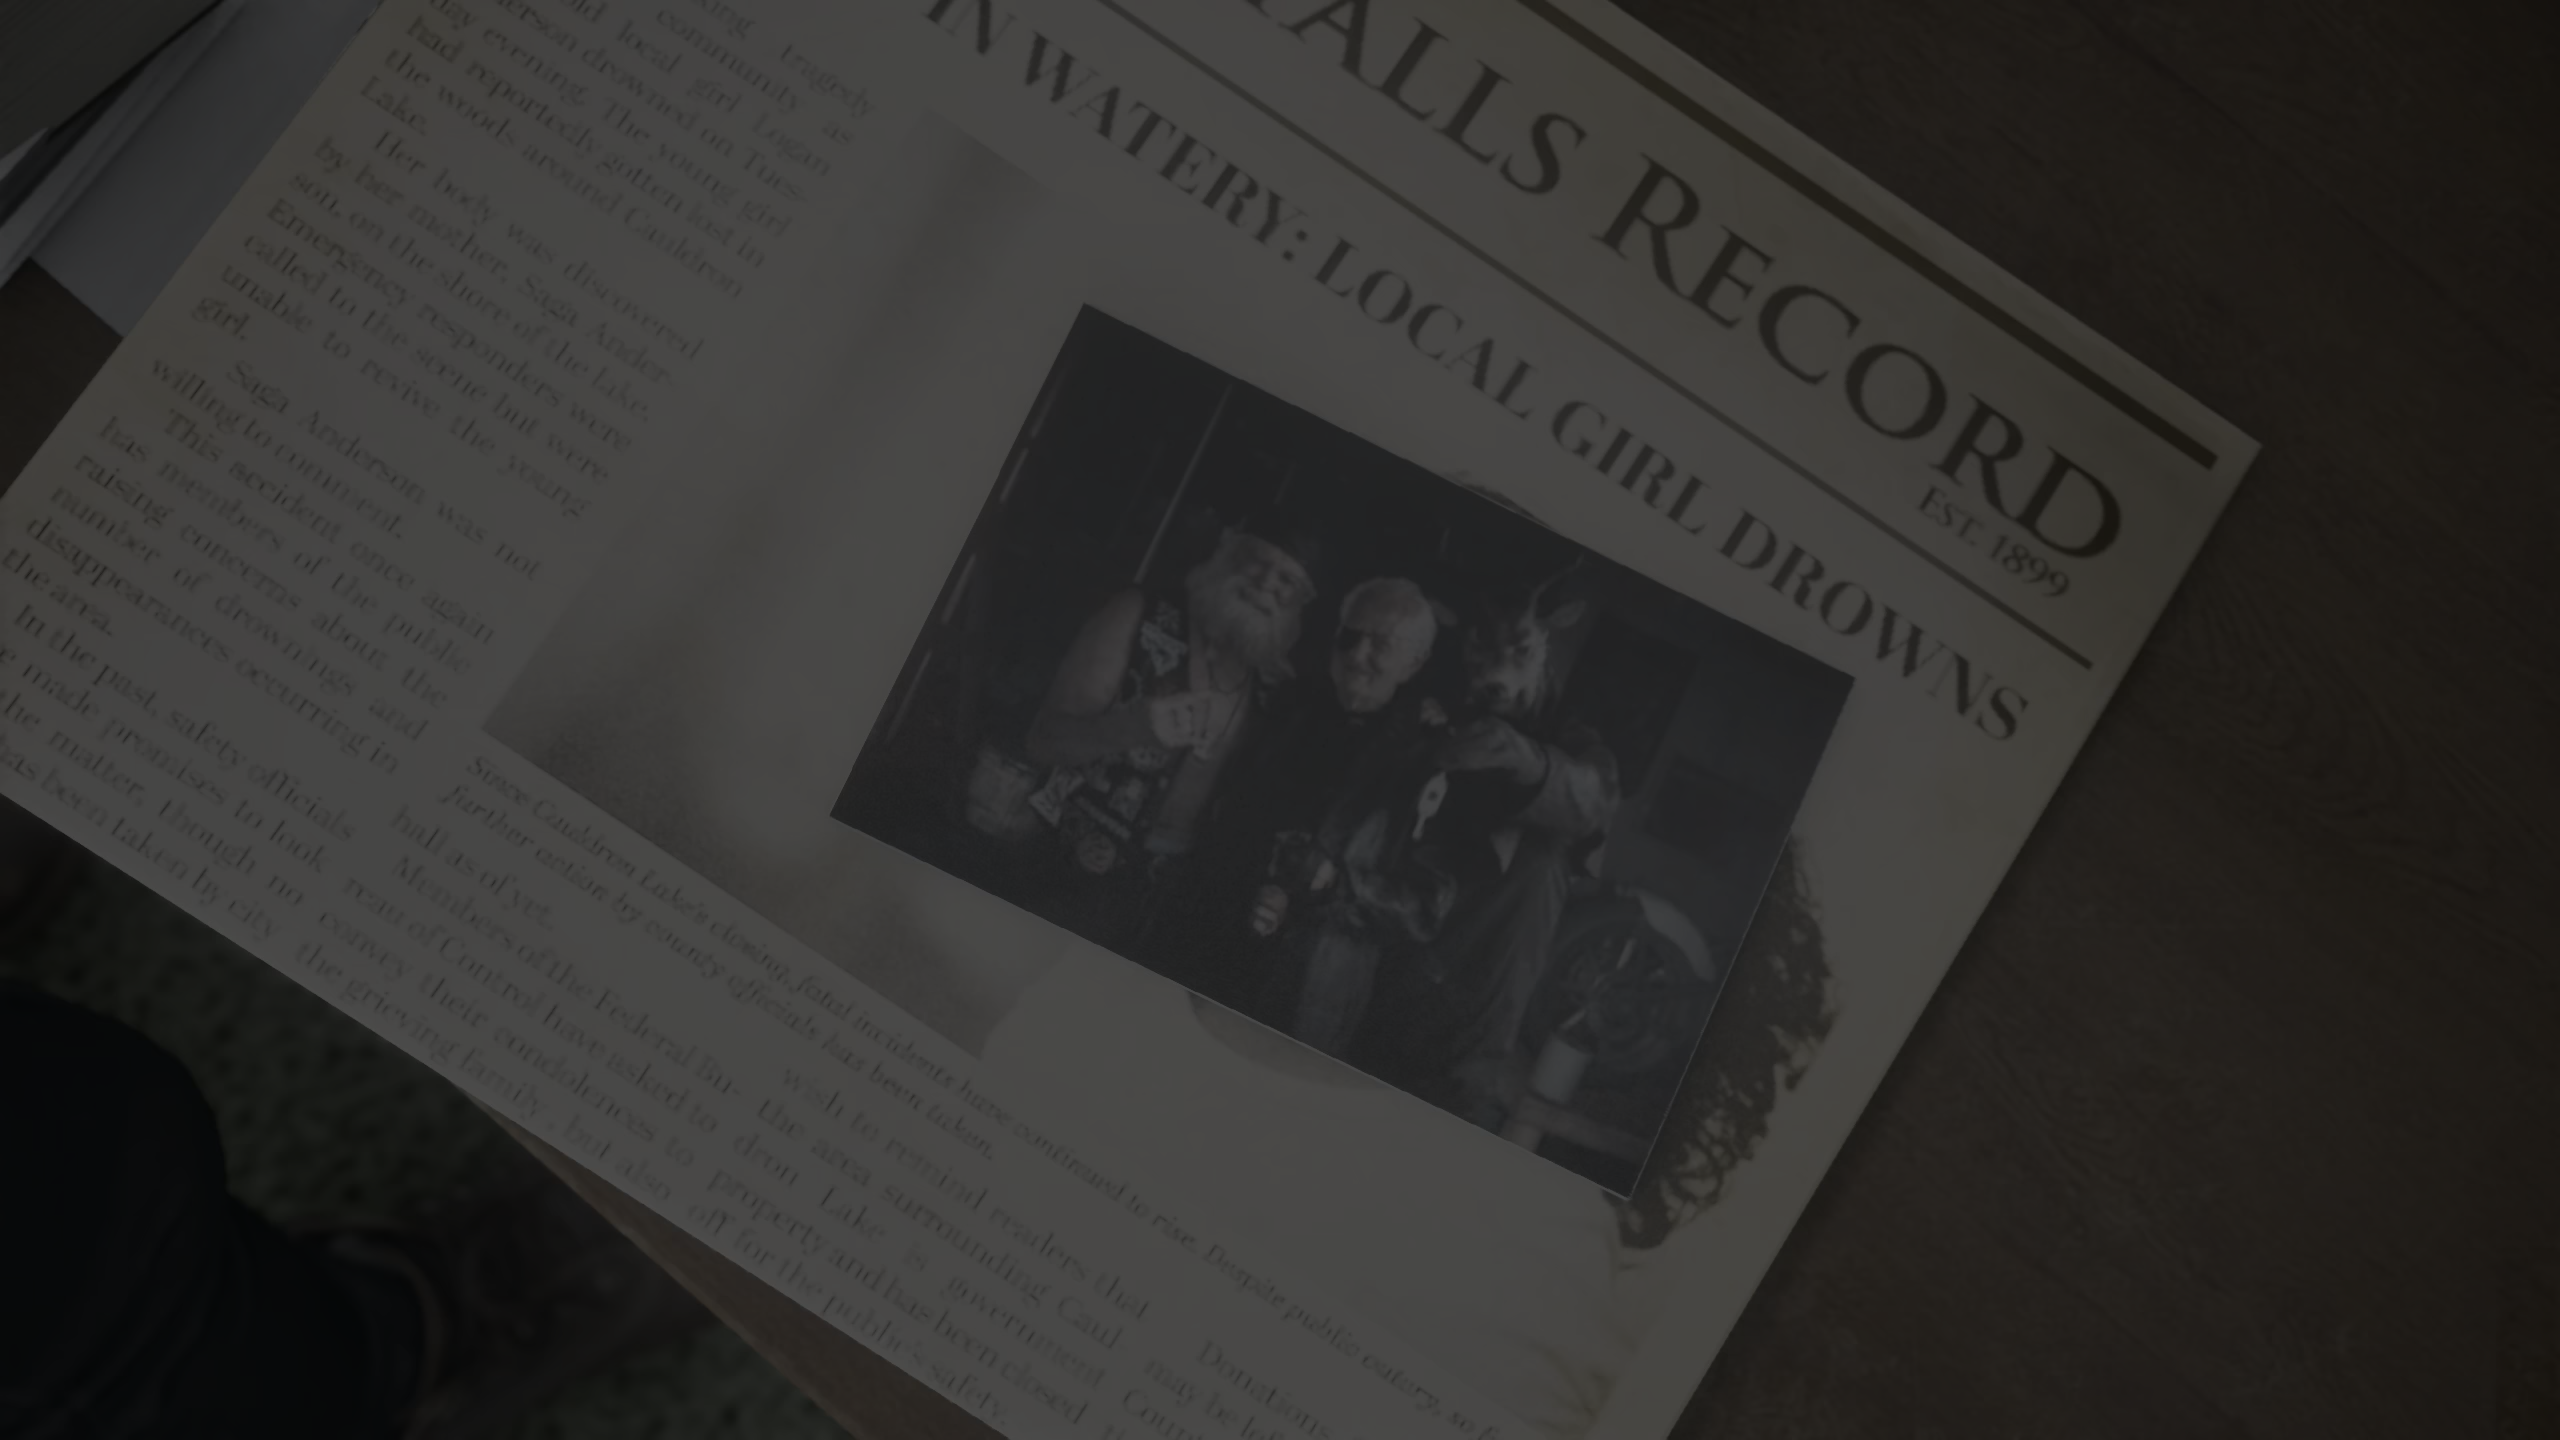 ALLS RECORD
EST. 1899
IN WATERY: LOCAL GIRL DROWNS
tragedy
community as
old local girl Logan
erson drowned on Tues-
day evening. The young girl
had reportedly gotten lost in
the woods around Cauldron
Lake.
Her body was discovered
by her mother, Saga Ander-
son, on the shore of the lake.
Emergency responders were
called to the scene but were
unable to revive the young
girl.
Saga Anderson was not
willing to comment.
This accident once again
has members of the public
raising concerns about the
number of drownings and
disappearances occurring in
the area.
In the past, safety officials
made promises to look
the matter, though no
has been taken by city
Since Cauldron Lake's closing, fatal incidents have continued to rise. Despite public outcry, no
further action by county officials has been taken.
half as of yet.
Members of the Federal Bu-
reau of Control have asked to
convey their condolences to
the grieving family, but also
wish to remind readers that
the area surrounding Caul-
dron Lake is government
property and has been closed
off for the public's safety.
Donations
may be